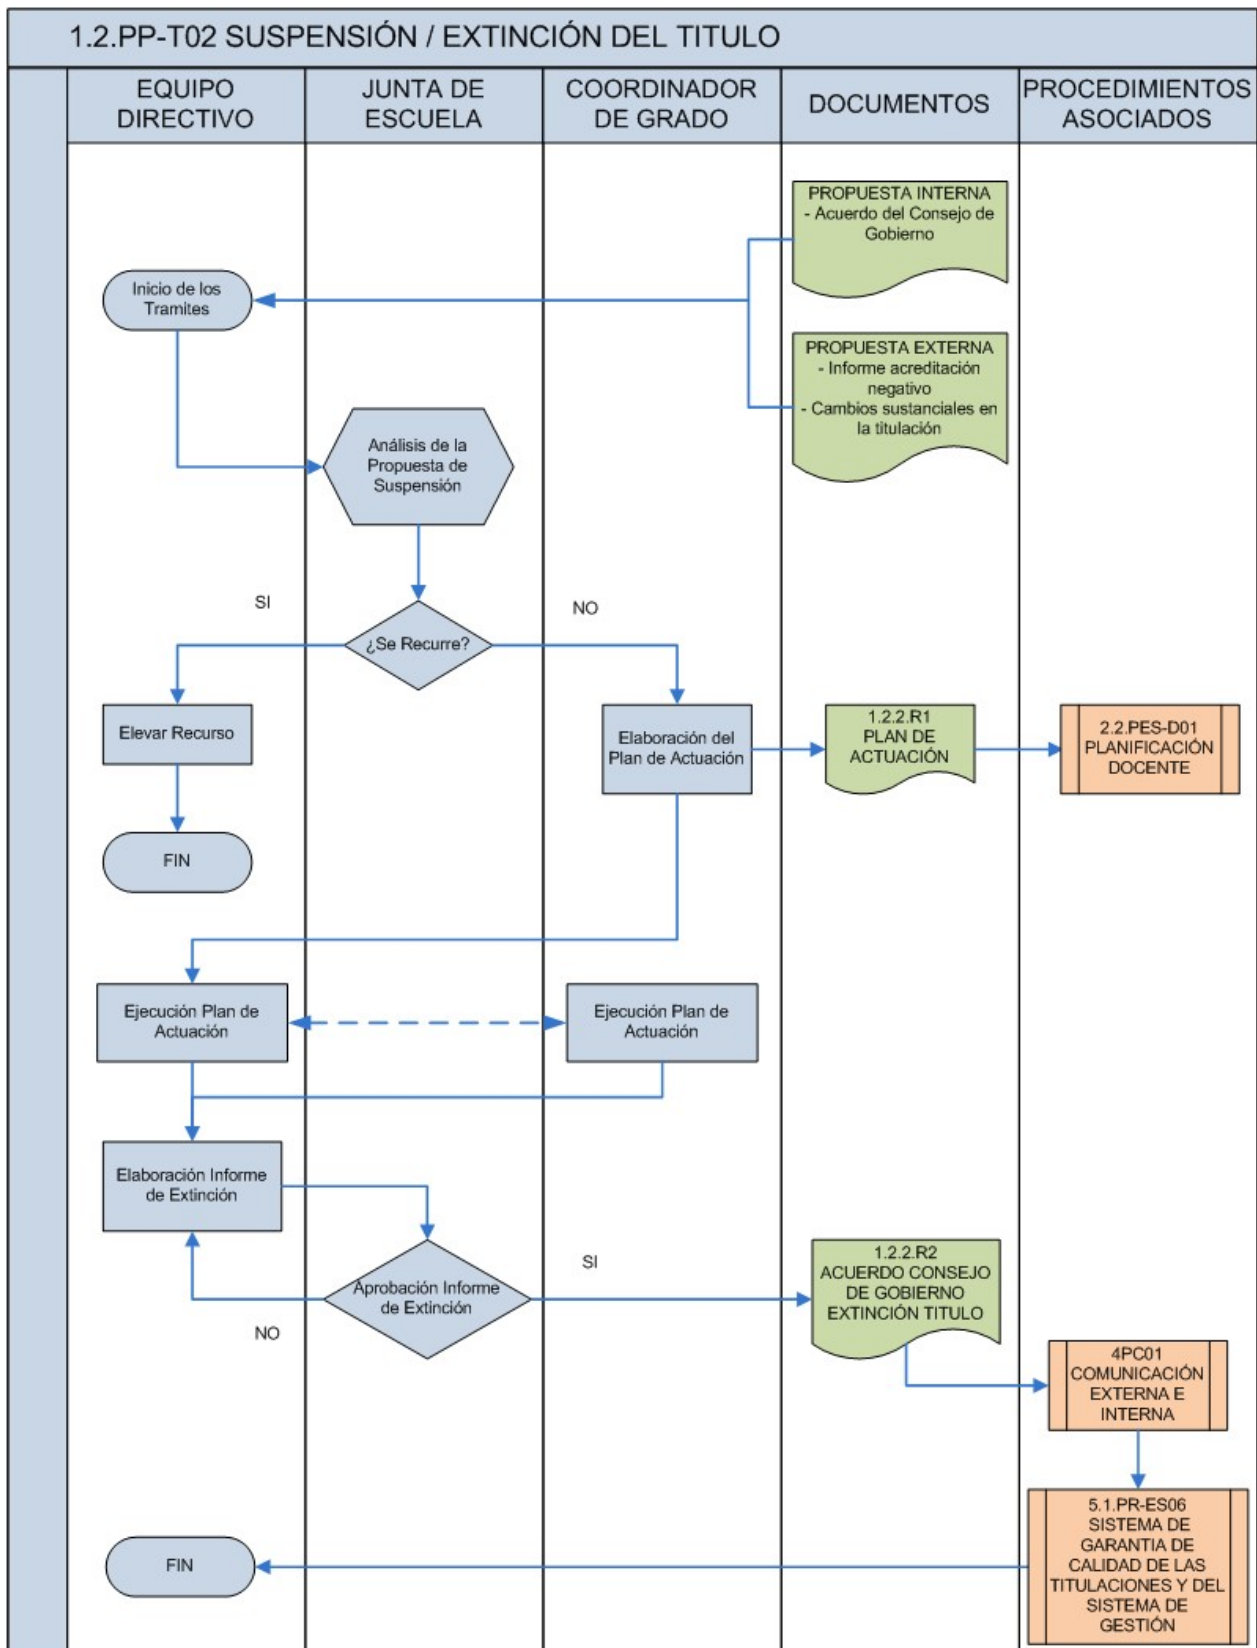 1.2.PP-T02 SUSPENSIÓN / EXTINCIÓN DEL TITULO
EQUIPO
DIRECTIVO
JUNTA DE
ESCUELA
COORDINADOR
DE GRADO
DOCUMENTOS
PROCEDIMIENTOS
ASOCIADOS
PROPUESTA INTERNA
- Acuerdo del Consejo de
Gobierno
Inicio de los
Tramites
PROPUESTA EXTERNA
- Informe acreditación
negativo
- Cambios sustanciales en
la titulación
Análisis de la
Propuesta de
Suspensión
SI
NO
¿Se Recurre?
Elevar Recurso
Elaboración del
Plan de Actuación
1.2.2.R1
PLAN DE
ACTUACIÓN
2.2.PES-D01
PLANIFICACIÓN
DOCENTE
FIN
Ejecución Plan de
Actuación
Ejecución Plan de
Actuación
Elaboración Informe
de Extinción
Aprobación Informe
de Extinción
SI
NO
1.2.2.R2
ACUERDO CONSEJO
DE GOBIERNO
EXTINCIÓN TITULO
4PC01
COMUNICACIÓN
EXTERNA E
INTERNA
5.1.PR-ES06
SISTEMA DE
GARANTIA DE
CALIDAD DE LAS
TITULACIONES Y DEL
SISTEMA DE
GESTIÓN
FIN